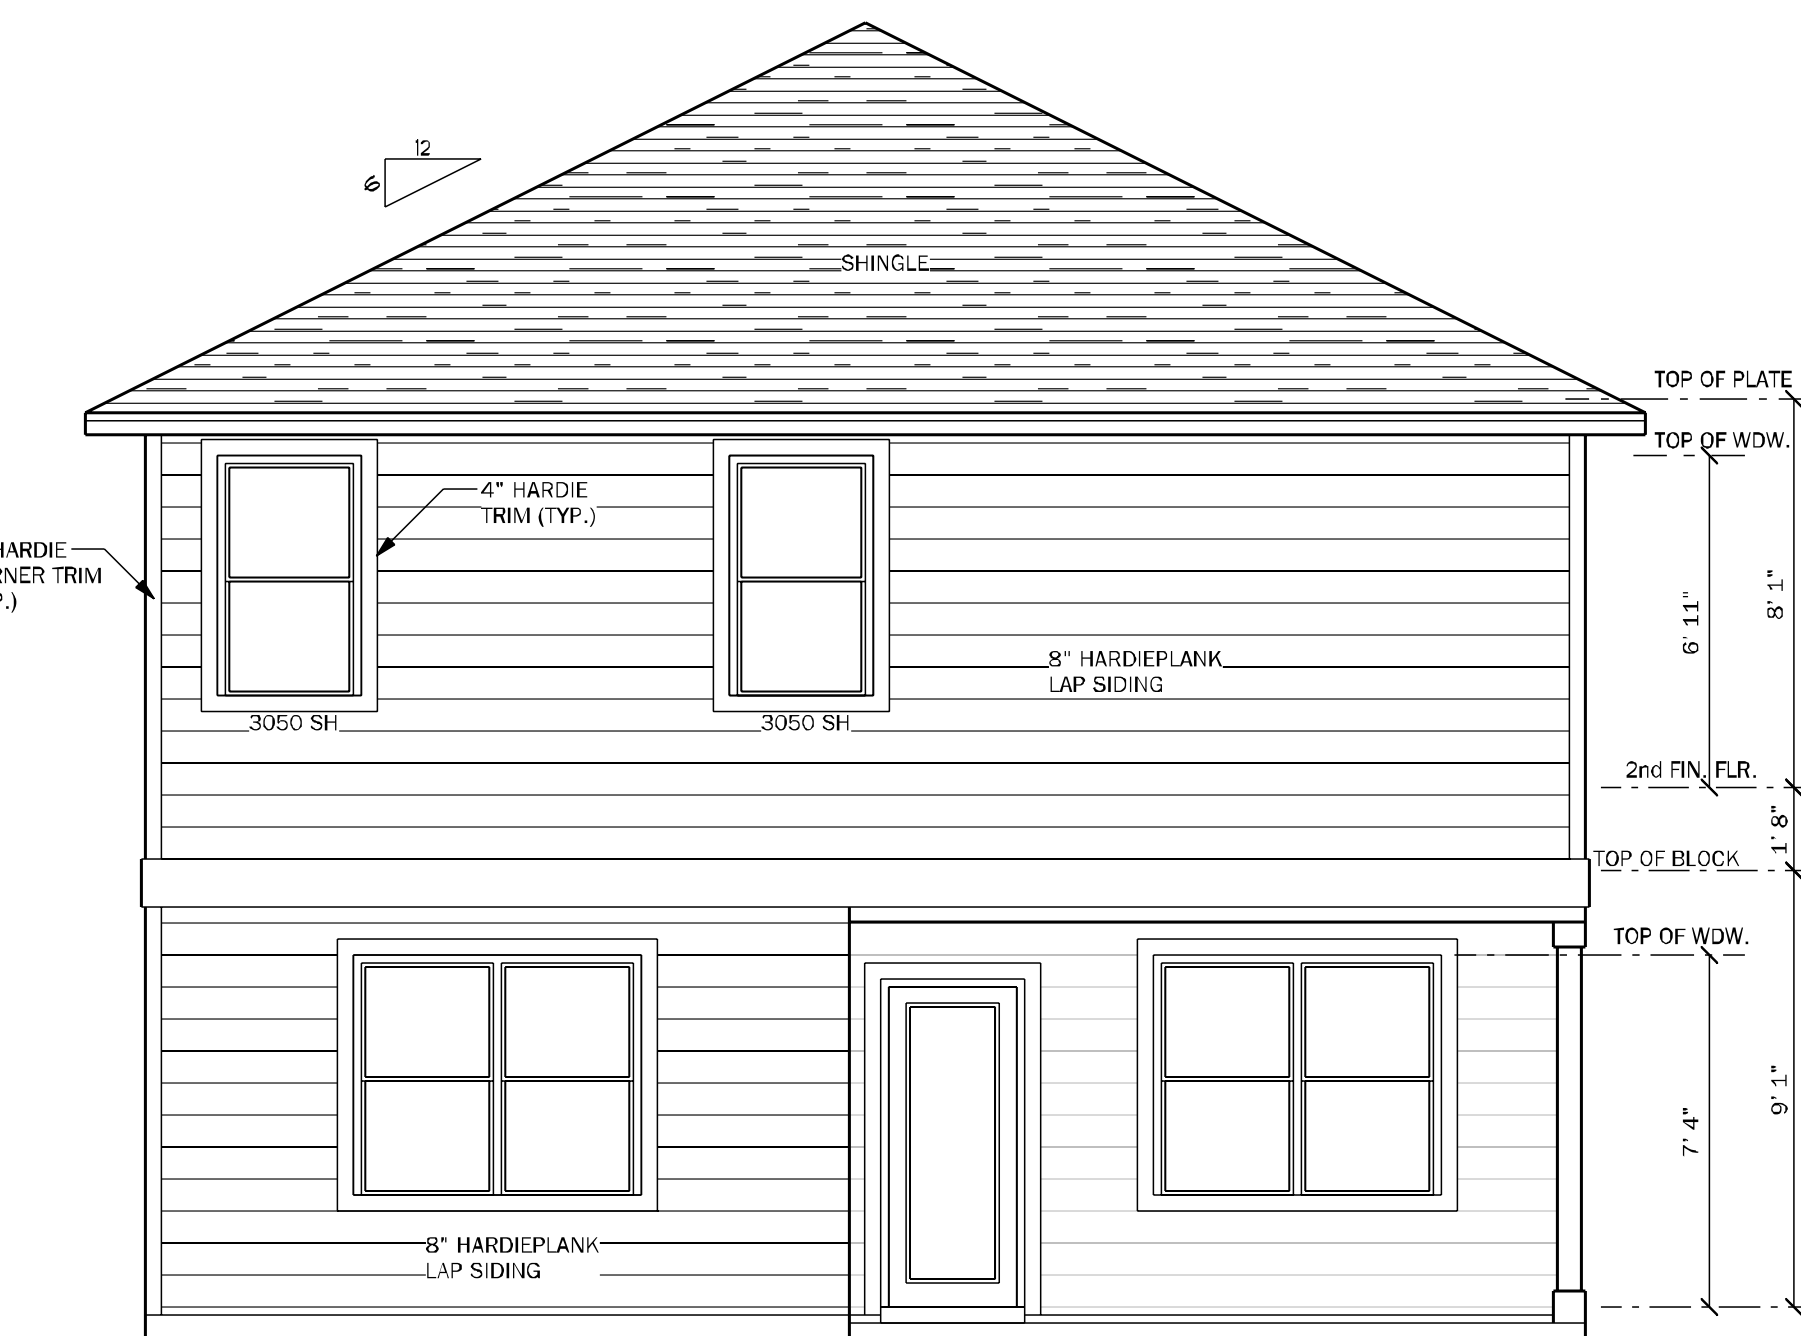 12
6
SHINGLE
TOP OF PLATE
TOP OF WDW.
4" HARDIE
TRIM (TYP.)
HARDIE
RNER TRIM
P.)
8' 1"
6' 11"
8" HARDIEPLANK
LAP SIDING
3050 SH
3050 SH
2nd FIN. FLR.
1' 8"
TOP OF BLOCK
TOP OF WDW.
9' 1"
7' 4"
8" HARDIEPLANK
LAP SIDING